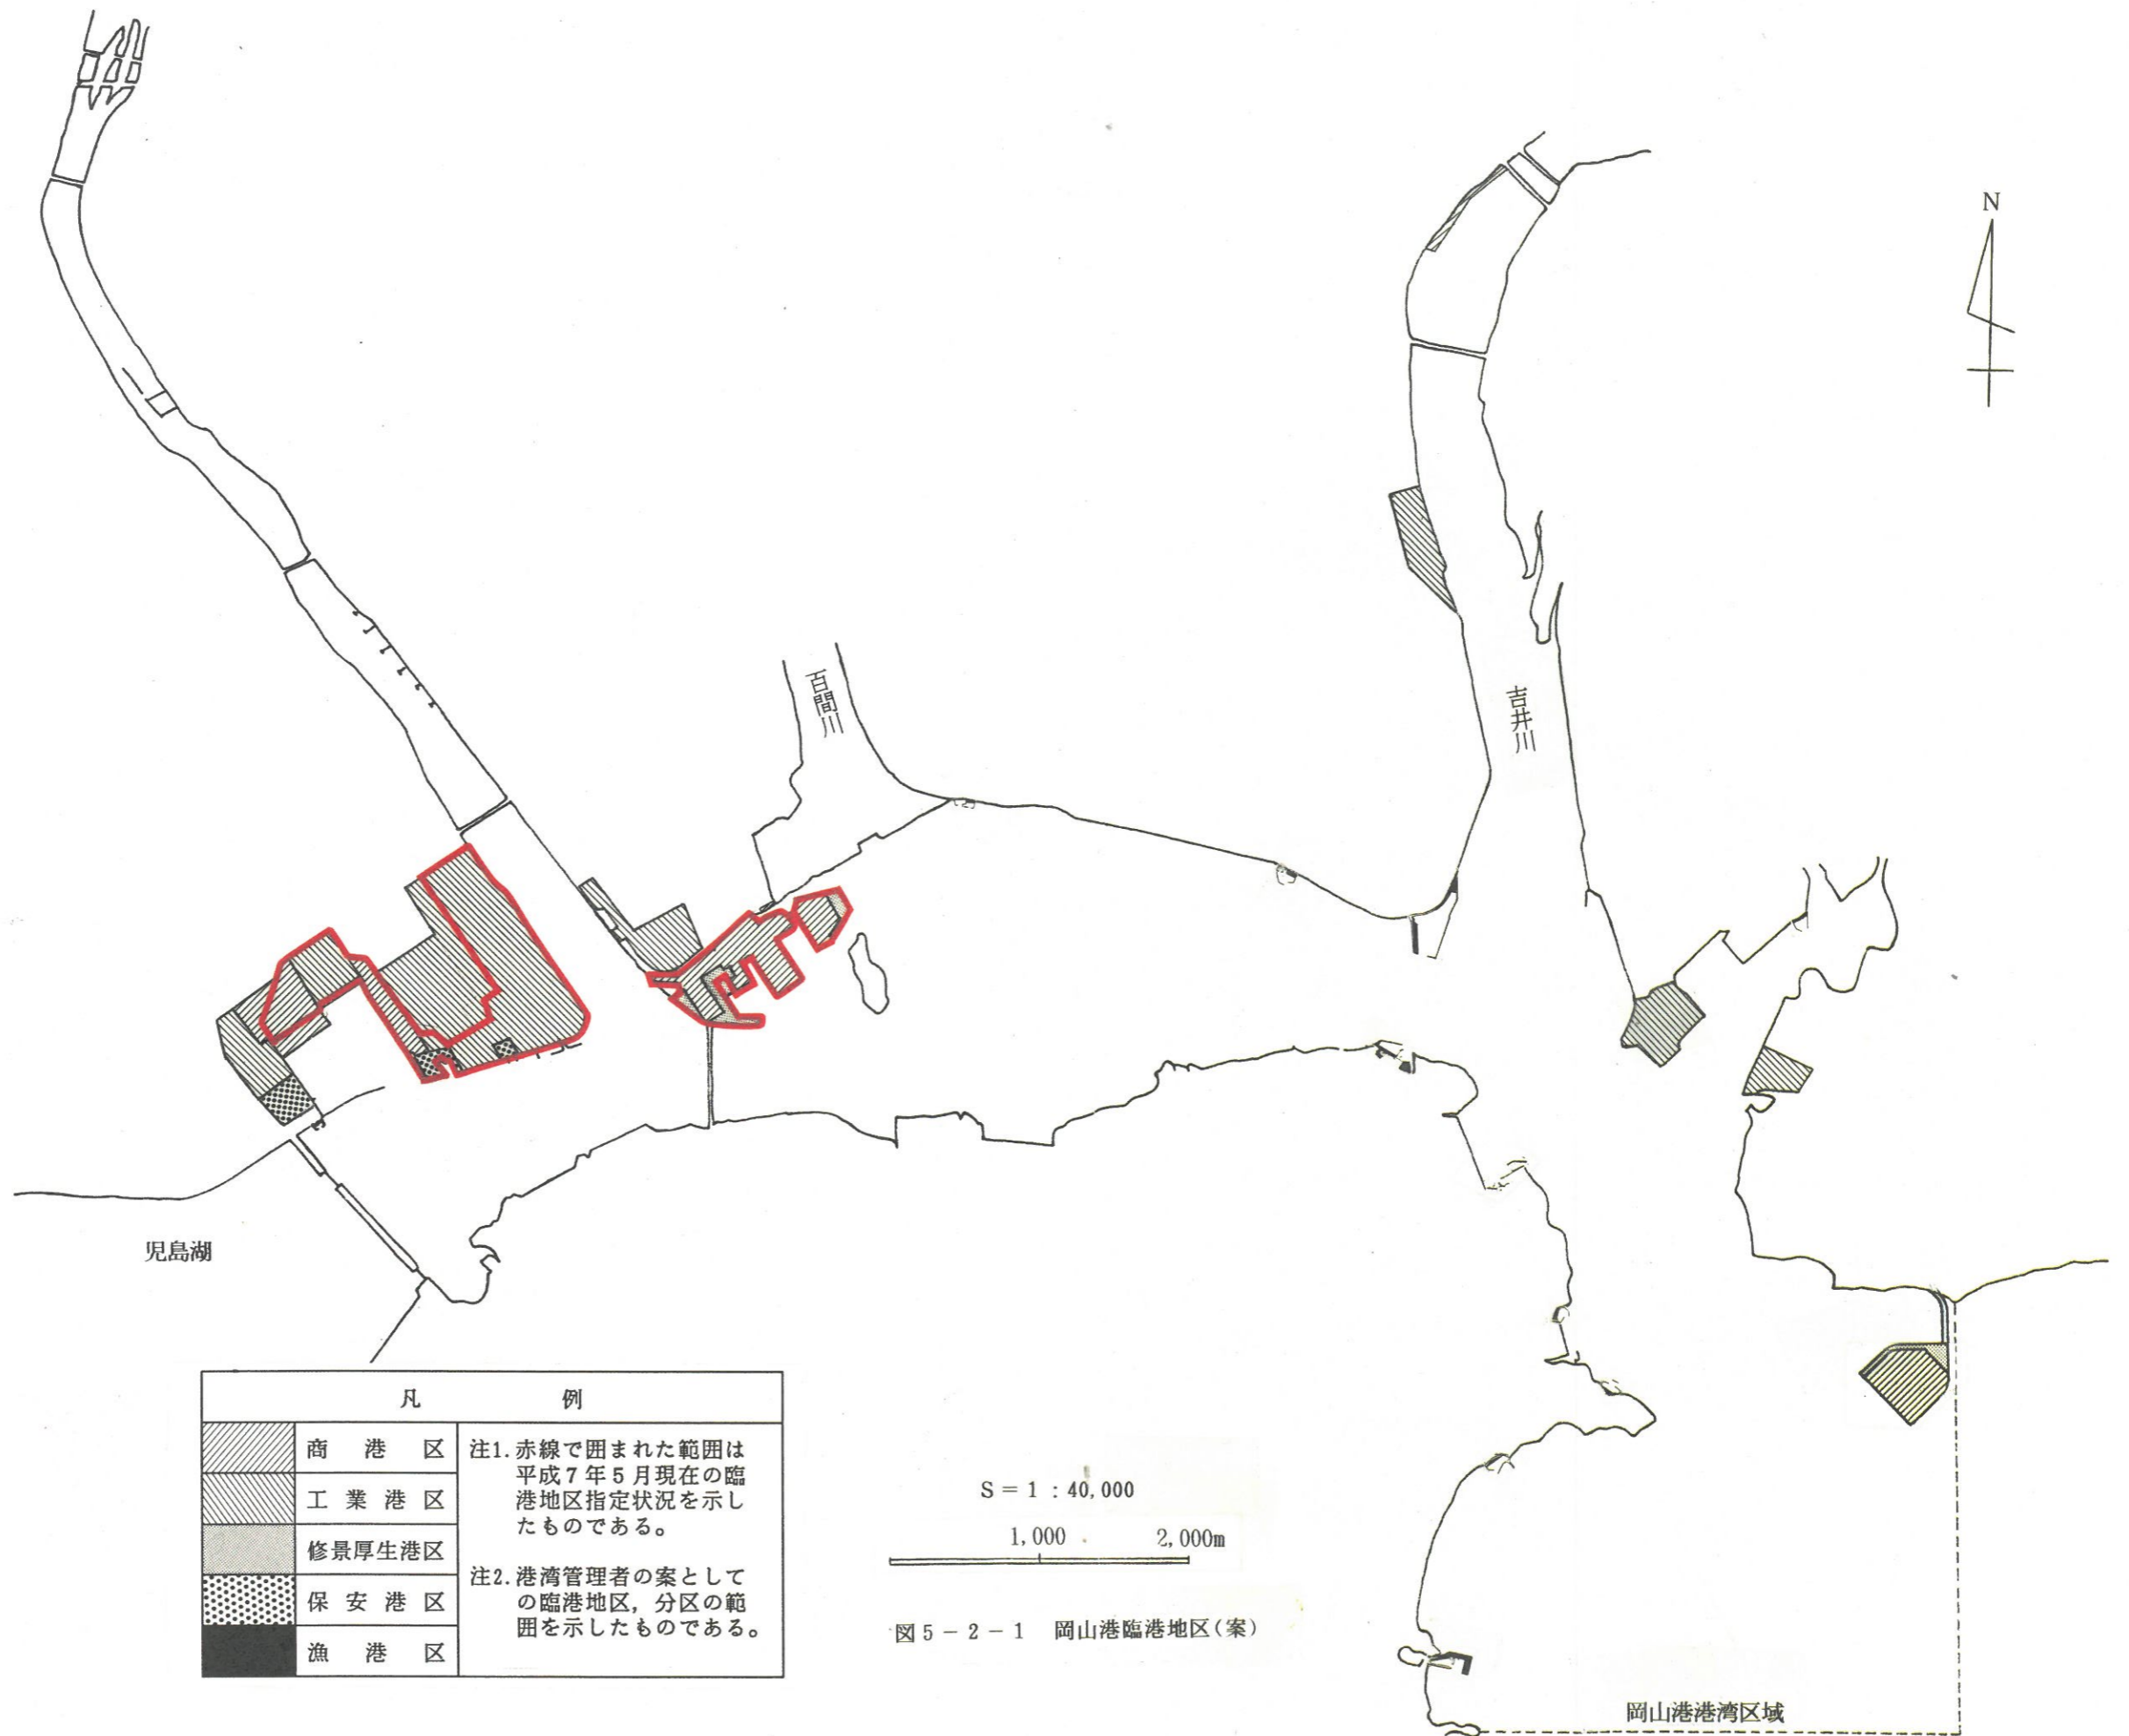 N
百間川
吉井川
児島湖
凡 例
商 港 区
工 業 港 区
修景厚生港区
保 安 港 区
漁 港 区
注1. 赤線で囲まれた範囲は
平成7年5月現在の臨
港地区指定状況を示し
たものである。
注2. 港湾管理者の案として
の臨港地区，分区の範
囲を示したものである。
S = 1 : 40,000
1,000 2,000m
図5－2－1 岡山港臨港地区(案)
岡山港港湾区域